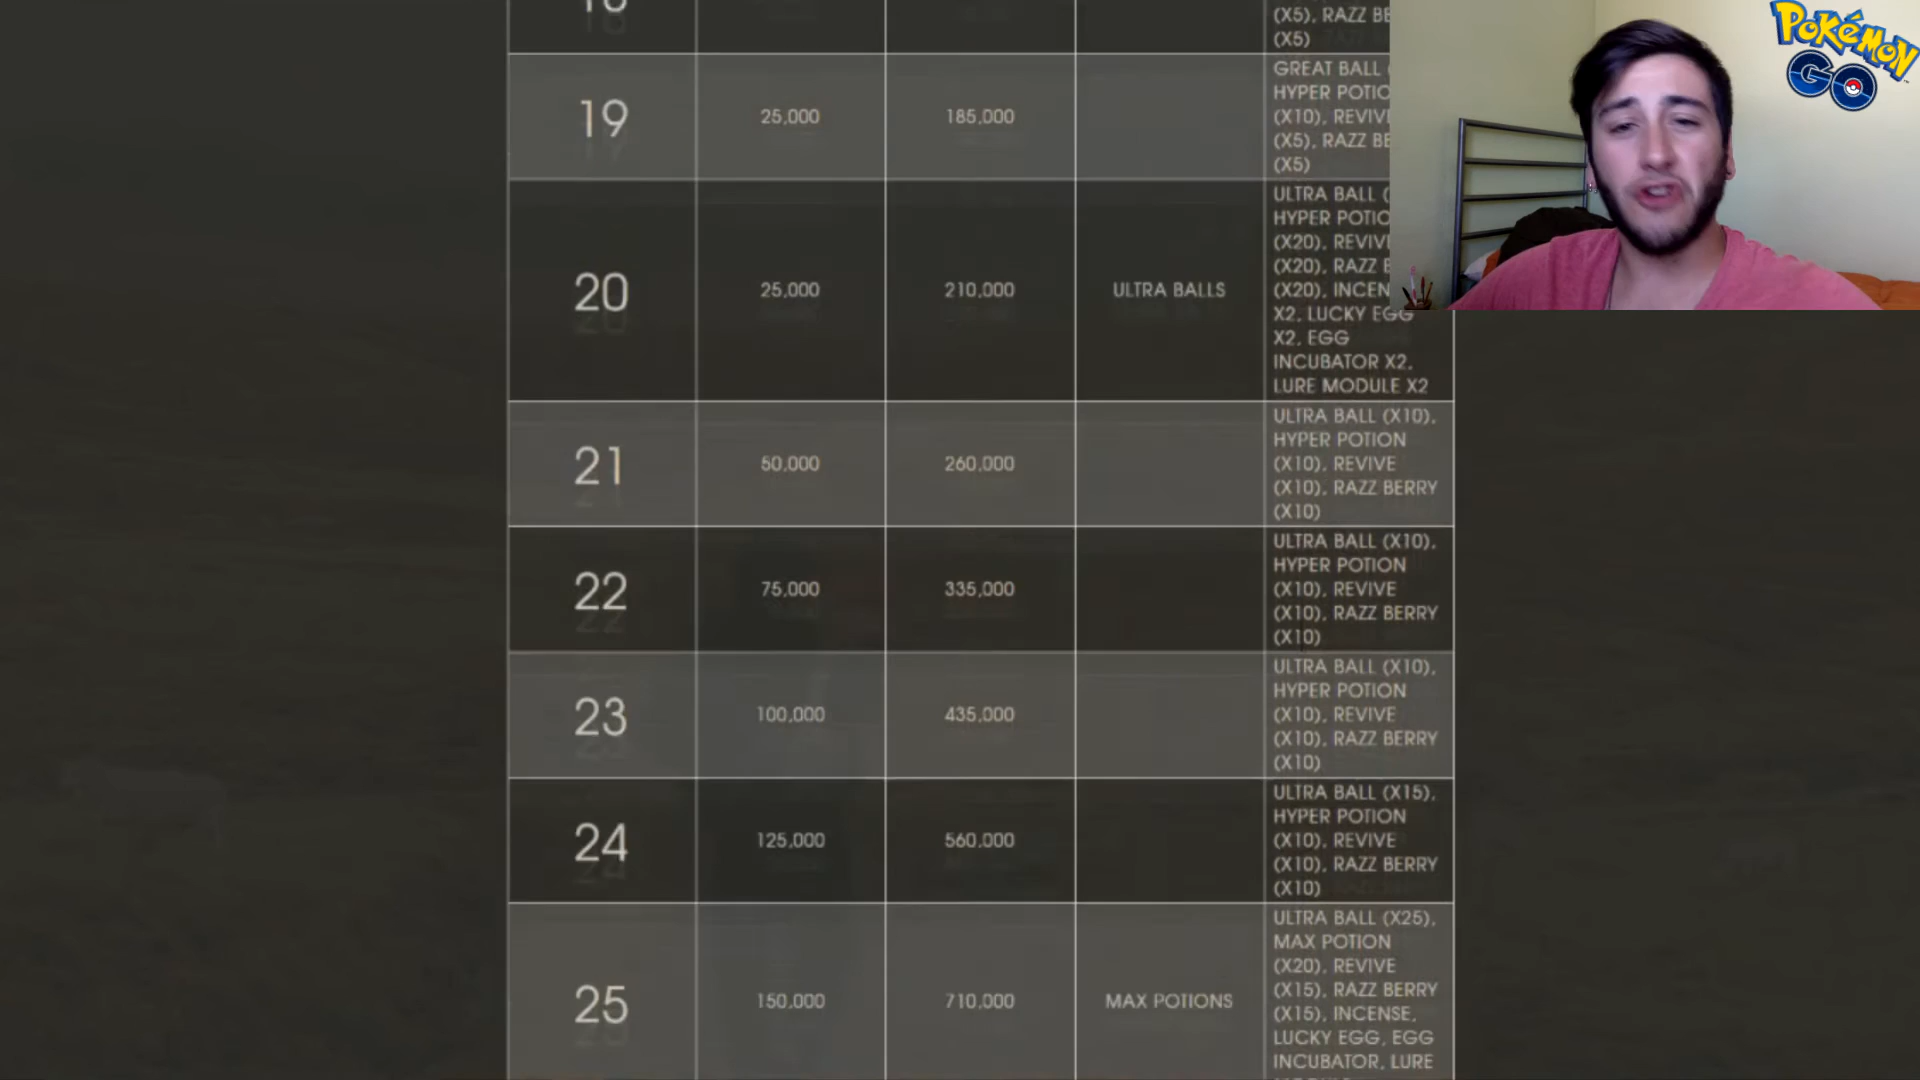 18
(X5), RAZZ BE
(X5)
19
25,000
185,000
GREAT BALL
HYPER POTIO
(X10), REVIVE
(X5), RAZZ BE
(X5)
20
25,000
210,000
ULTRA BALLS
ULTRA BALL (
HYPER POTIO
(X20), REVIVE
(X20), RAZZ B
(X20), INCEN
X2, LUCKY EGG
X2, EGG
INCUBATOR X2,
LURE MODULE X2
21
50,000
260,000
ULTRA BALL (X10),
HYPER POTION
(X10), REVIVE
(X10), RAZZ BERRY
(X10)
22
75,000
335,000
ULTRA BALL (X10),
HYPER POTION
(X10), REVIVE
(X10), RAZZ BERRY
(X10)
23
100,000
435,000
ULTRA BALL (X10),
HYPER POTION
(X10), REVIVE
(X10), RAZZ BERRY
(X10)
24
125,000
560,000
ULTRA BALL (X15),
HYPER POTION
(X10), REVIVE
(X10), RAZZ BERRY
(X10)
25
150,000
710,000
MAX POTIONS
ULTRA BALL (X25),
MAX POTION
(X20), REVIVE
(X15), RAZZ BERRY
(X15), INCENSE,
LUCKY EGG, EGG
INCUBATOR, LURE
POKéMON
GO